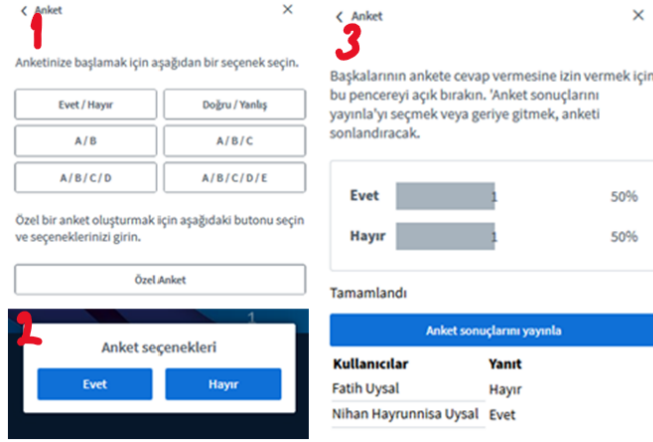 Anket
1
Anketinize başlamak için aşağıdan bir seçenek seçin.
Evet / Hayır
Doğru / Yanlış
A / B
A / B / C
A / B / C / D
A / B / C / D / E
Özel bir anket oluşturmak için aşağıdaki butonu seçin
ve seçeneklerinizi girin.
Özel Anket
2
1
Anket seçenekleri
Evet
Hayır
Anket
3
Başkalarının ankete cevap vermesine izin vermek için
bu pencereyi açık bırakın. 'Anket sonuçlarını
yayınla'yı seçmek veya geriye gitmek, anketi
sonlandıracak.
Evet 1 50%
Hayır 1 50%
Tamamlandı
Anket sonuçlarını yayınla
Kullanıcılar Yanıt
Fatih Uysal Hayır
Nihan Hayrunnisa Uysal Evet